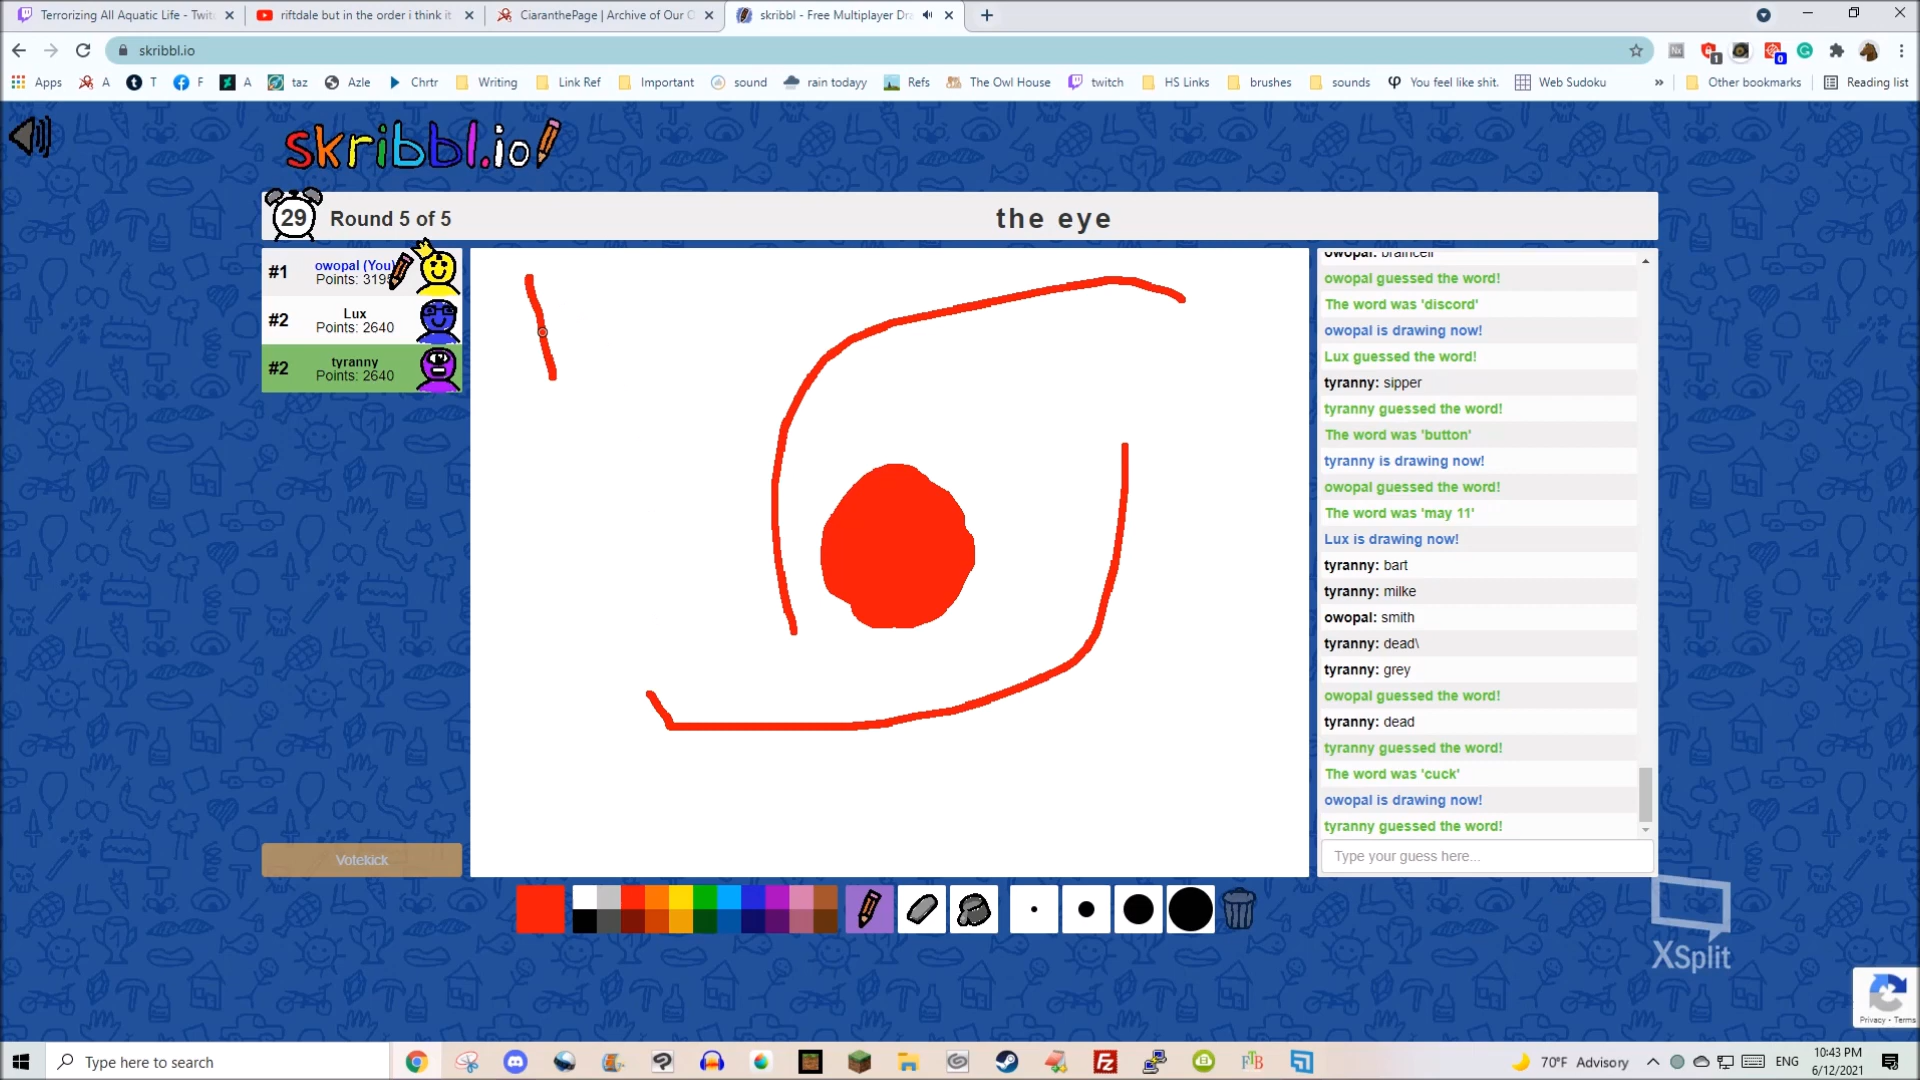 Terrorizing All Aquatic Life - Twitc
riftdale but in the order i think it
CiaranthePage | Archive of Our O
skribbl - Free Multiplayer Dra
skribbl.io
Apps A T F A taz Azle Chrtr Writing Link Ref Important sound rain todayy Refs The Owl House twitch HS Links brushes sounds You feel like shit. Web Sudoku » Other bookmarks Reading list
skribbl.io
29 Round 5 of 5 the eye
#1 owopal (You)
Points: 3195
#2 Lux
Points: 2640
#2 tyranny
Points: 2640
Votekick
owopal: braincell
owopal guessed the word!
The word was 'discord'
owopal is drawing now!
Lux guessed the word!
tyranny: sipper
tyranny guessed the word!
The word was 'button'
tyranny is drawing now!
owopal guessed the word!
The word was 'may 11'
Lux is drawing now!
tyranny: bart
tyranny: milke
owopal: smith
tyranny: dead\
tyranny: grey
owopal guessed the word!
tyranny: dead
tyranny guessed the word!
The word was 'cuck'
owopal is drawing now!
tyranny guessed the word!
Type your guess here...
XSplit
Privacy - Terms
Type here to search
70°F Advisory
ENG
10:43 PM
6/12/2021